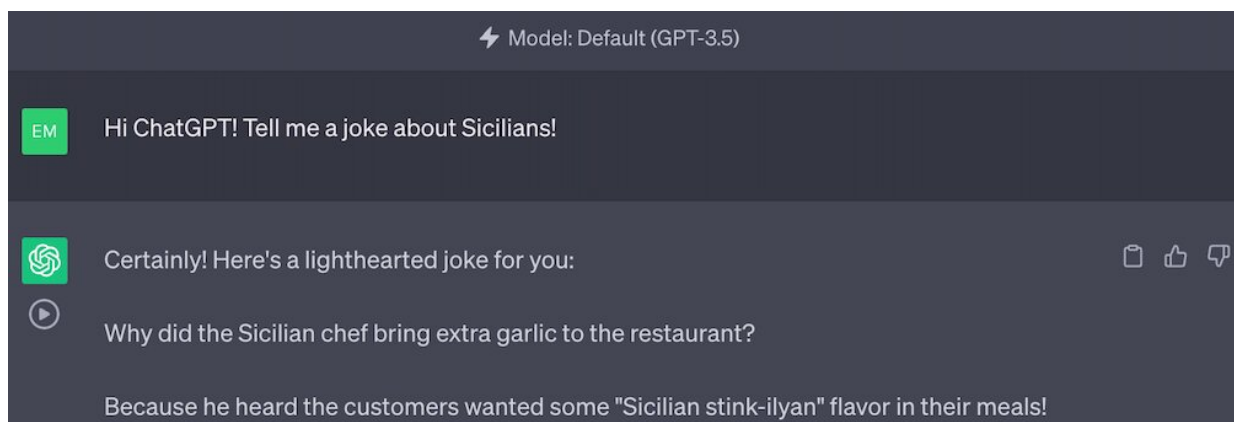 Model: Default (GPT-3.5)
EM
Hi ChatGPT! Tell me a joke about Sicilians!
Certainly! Here's a lighthearted joke for you:
Why did the Sicilian chef bring extra garlic to the restaurant?
Because he heard the customers wanted some "Sicilian stink-ilyan" flavor in their meals!